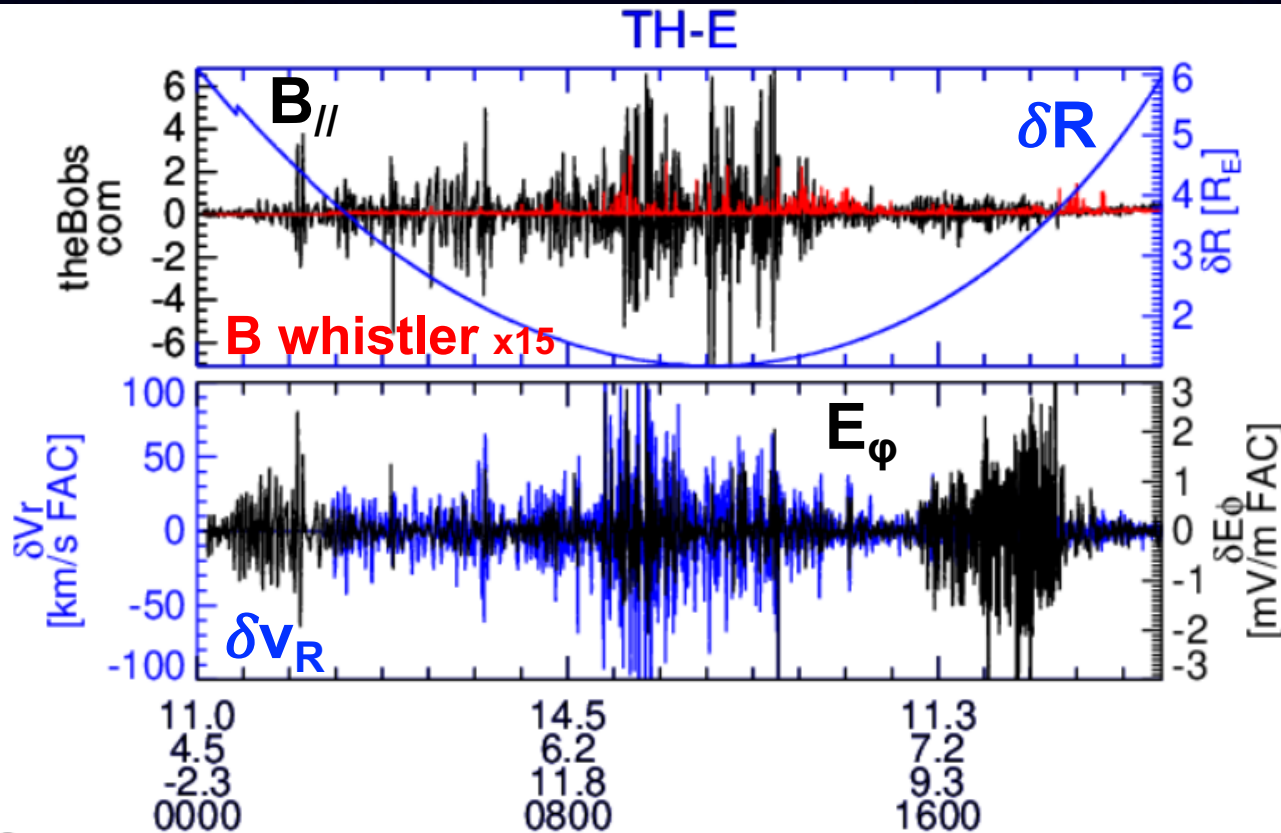 TH-E
B//
δR
6
4
2
0
-2
-4
-6
theBobs
com
6
5
4
3
2
δR [RE]
B whistler x15
100
50
0
-50
-100
δVr
[km/s FAC]
Eφ
δvR
3
2
1
0
-1
-2
-3
δEϕ
[mV/m FAC]
11.0 14.5 11.3
4.5 6.2 7.2
-2.3 11.8 9.3
0000 0800 1600